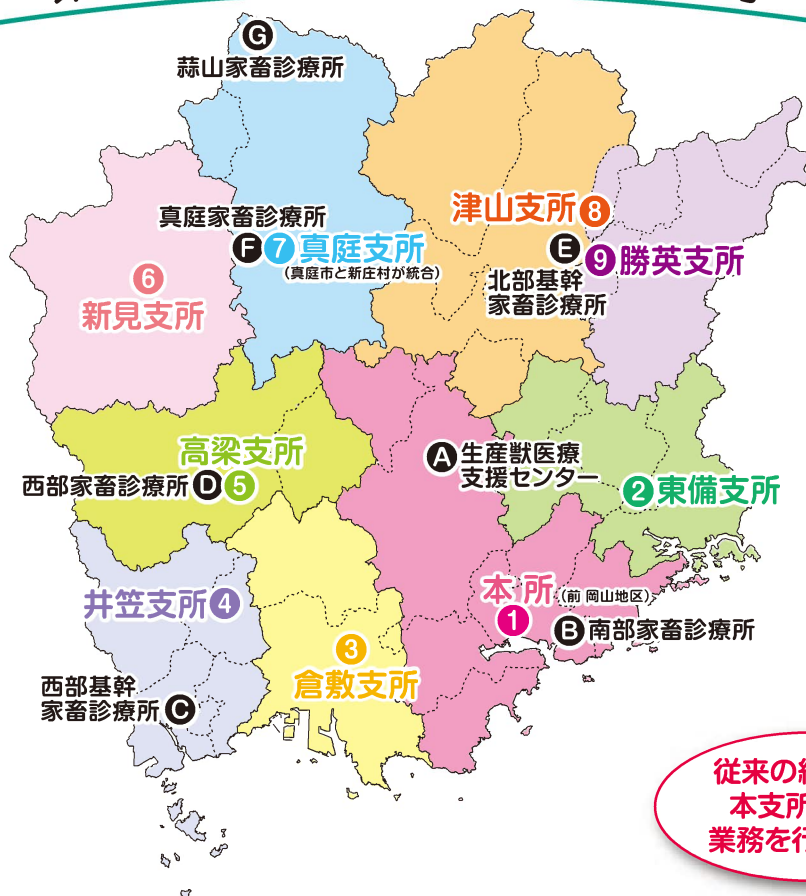 G
蒜山家畜診療所
真庭家畜診療所
F 7 真庭支所
(真庭市と新庄村が統合)
津山支所 8
E
北部基幹
家畜診療所
9 勝英支所
6
新見支所
高梁支所
西部家畜診療所 D 5
A 生産獣医療
支援センター
2 東備支所
井笠支所 4
本所 (前 岡山地区)
1
B 南部家畜診療所
3
倉敷支所
西部基幹
家畜診療所 C
従来の
本支所
業務を行